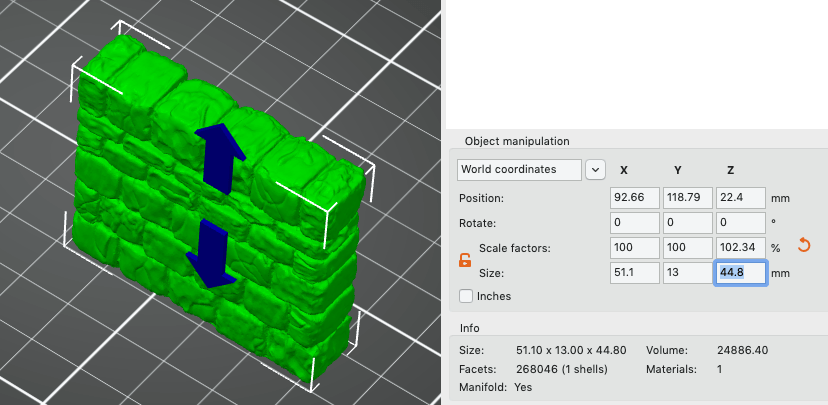 Object manipulation
World coordinates X Y Z
Position: 92.66 118.79 22.4 mm
Rotate: 0 0 0 °
Scale factors: 100 100 102.34 %
Size: 51.1 13 44.8 mm
Inches
Info
Size: 51.10 x 13.00 x 44.80 Volume: 24886.40
Facets: 268046 (1 shells) Materials: 1
Manifold: Yes